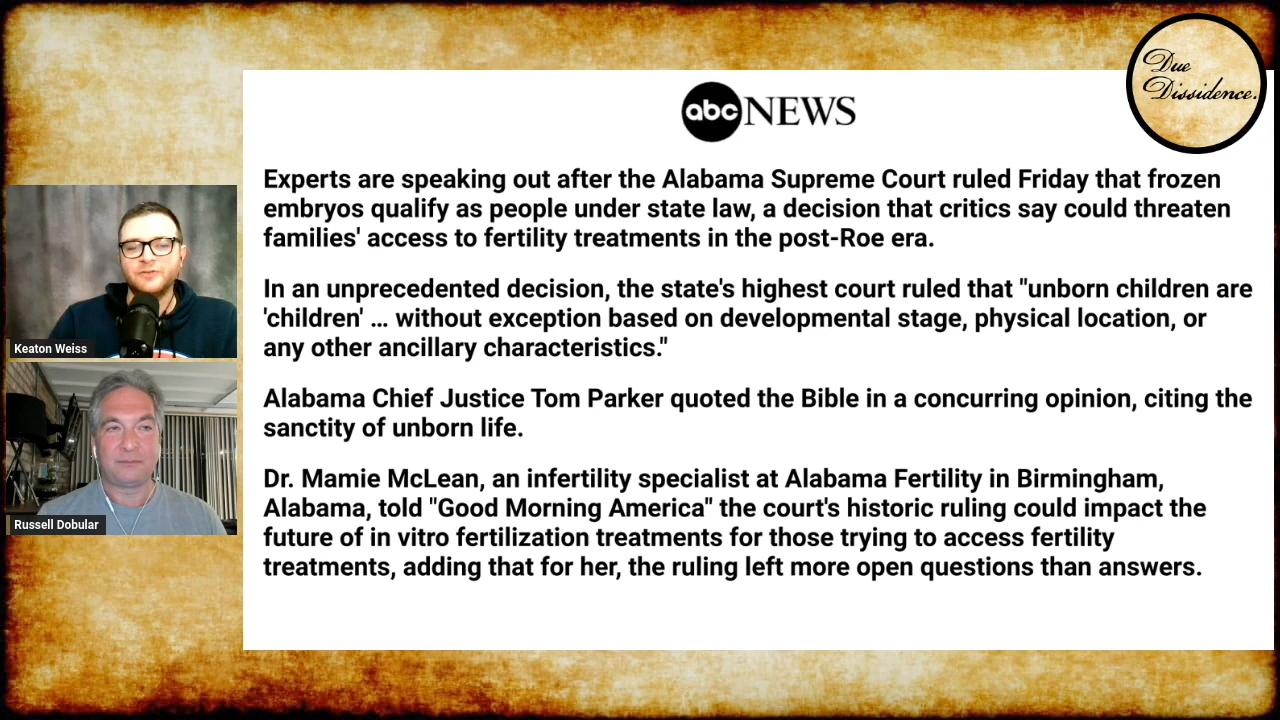 Due
Dissidence.
abc NEWS
Experts are speaking out after the Alabama Supreme Court ruled Friday that frozen
embryos qualify as people under state law, a decision that critics say could threaten
families' access to fertility treatments in the post-Roe era.
In an unprecedented decision, the state's highest court ruled that "unborn children are
'children' … without exception based on developmental stage, physical location, or
any other ancillary characteristics."
Alabama Chief Justice Tom Parker quoted the Bible in a concurring opinion, citing the
sanctity of unborn life.
Dr. Mamie McLean, an infertility specialist at Alabama Fertility in Birmingham,
Alabama, told "Good Morning America" the court's historic ruling could impact the
future of in vitro fertilization treatments for those trying to access fertility
treatments, adding that for her, the ruling left more open questions than answers.
Keaton Weiss
Russell Dobular